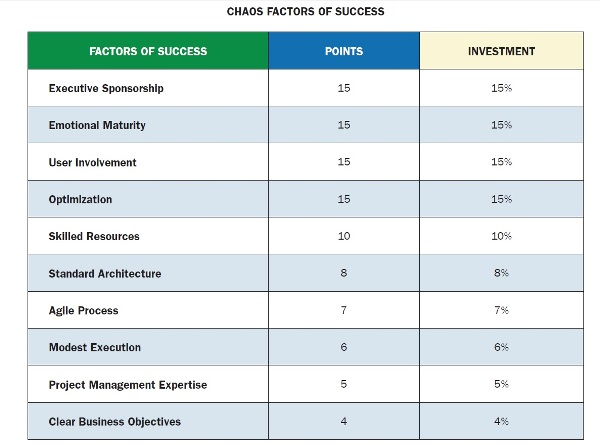 CHAOS FACTORS OF SUCCESS
FACTORS OF SUCCESS POINTS INVESTMENT
Executive Sponsorship 15 15%
Emotional Maturity 15 15%
User Involvement 15 15%
Optimization 15 15%
Skilled Resources 10 10%
Standard Architecture 8 8%
Agile Process 7 7%
Modest Execution 6 6%
Project Management Expertise 5 5%
Clear Business Objectives 4 4%